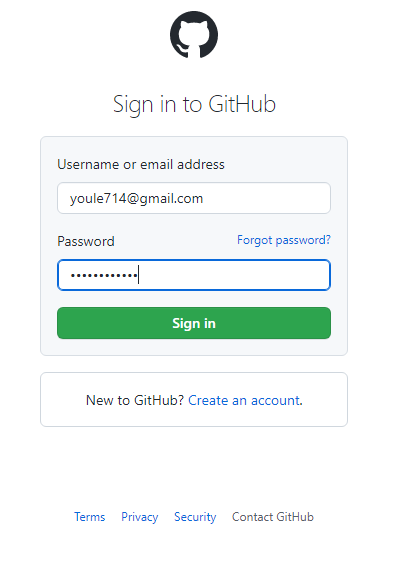 Sign in to GitHub
Username or email address
youle714@gmail.com
Password Forgot password?
••••••••••••
Sign in
New to GitHub? Create an account.
Terms Privacy Security Contact GitHub